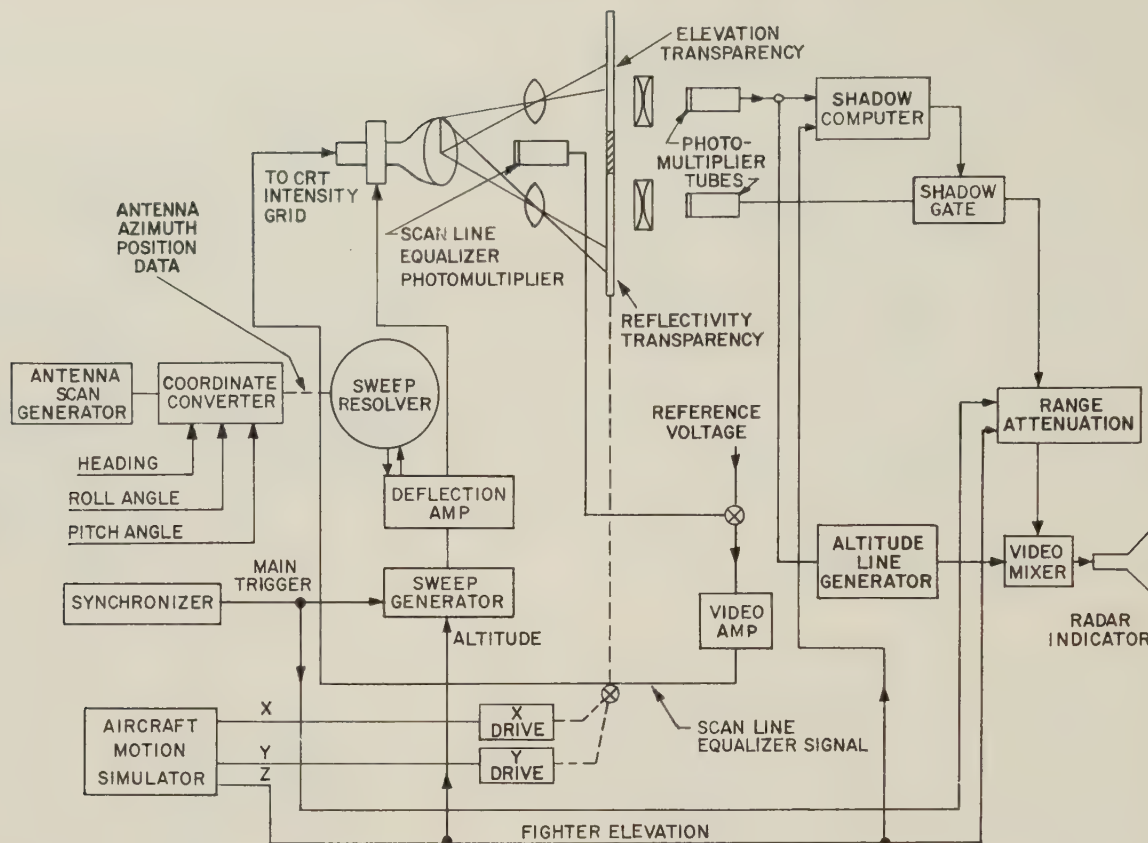 ELEVATION
TRANSPARENCY
SHADOW
COMPUTER
PHOTO-
MULTIPLIER
TUBES
SHADOW
GATE
TO CRT
INTENSITY
GRID
ANTENNA
AZIMUTH
POSITION
DATA
SCAN LINE
EQUALIZER
PHOTOMULTIPLIER
REFLECTIVITY
TRANSPARENCY
ANTENNA
SCAN
GENERATOR
COORDINATE
CONVERTER
SWEEP
RESOLVER
REFERENCE
VOLTAGE
RANGE
ATTENUATION
HEADING
ROLL ANGLE
PITCH ANGLE
DEFLECTION
AMP
MAIN
TRIGGER
SYNCHRONIZER
SWEEP
GENERATOR
ALTITUDE
ALTITUDE
LINE
GENERATOR
VIDEO
MIXER
VIDEO
AMP
RADAR
INDICATOR
AIRCRAFT
MOTION
SIMULATOR
X
Y
Z
X
DRIVE
Y
DRIVE
SCAN LINE
EQUALIZER SIGNAL
FIGHTER ELEVATION